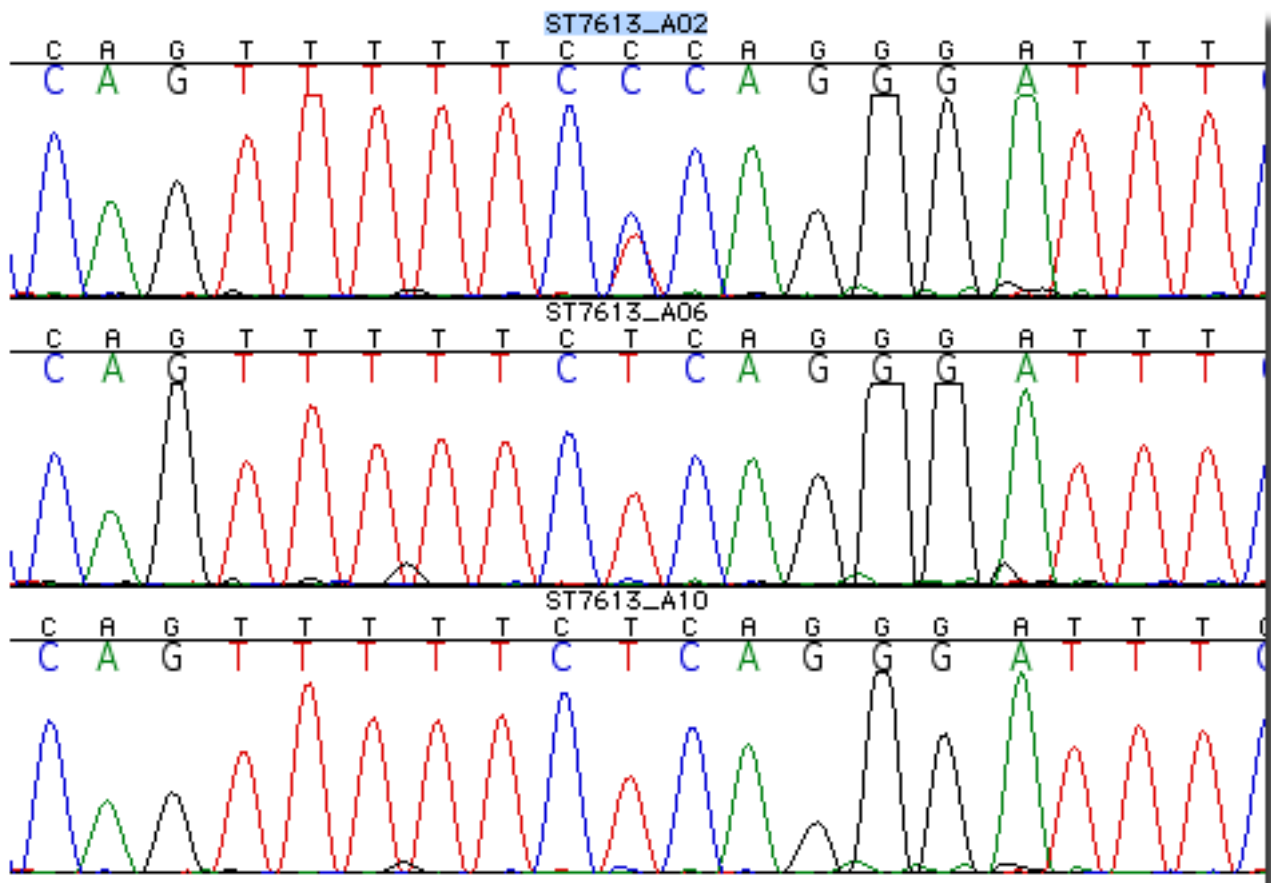 ST7613_A02
C A G T T T T T C C C A G G G A T T T
C A G T T T T T C C C A G G G A T T T
ST7613_A06
C A G T T T T T C T C A G G G A T T T
C A G T T T T T C T C A G G G A T T T
ST7613_A10
C A G T T T T T C T C A G G G A T T T C
C A G T T T T T C T C A G G G A T T T C